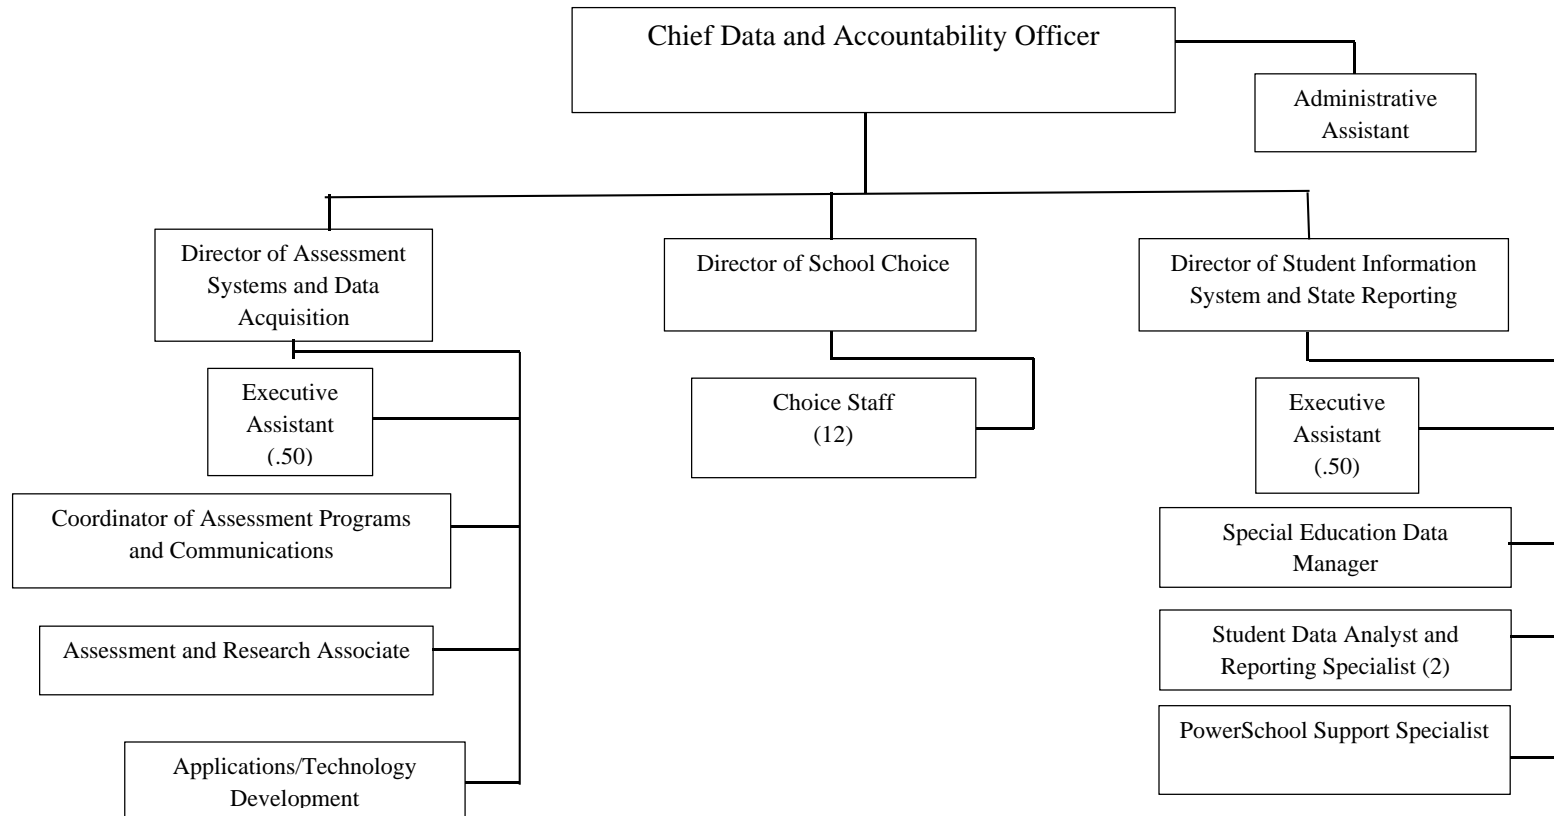 Chief Data and Accountability Officer
Administrative
Assistant
Director of Assessment
Systems and Data
Acquisition
Director of School Choice
Director of Student Information
System and State Reporting
Executive
Assistant
(.50)
Choice Staff
(12)
Executive
Assistant
(.50)
Coordinator of Assessment Programs
and Communications
Special Education Data
Manager
Assessment and Research Associate
Student Data Analyst and
Reporting Specialist (2)
PowerSchool Support Specialist
Applications/Technology
Development